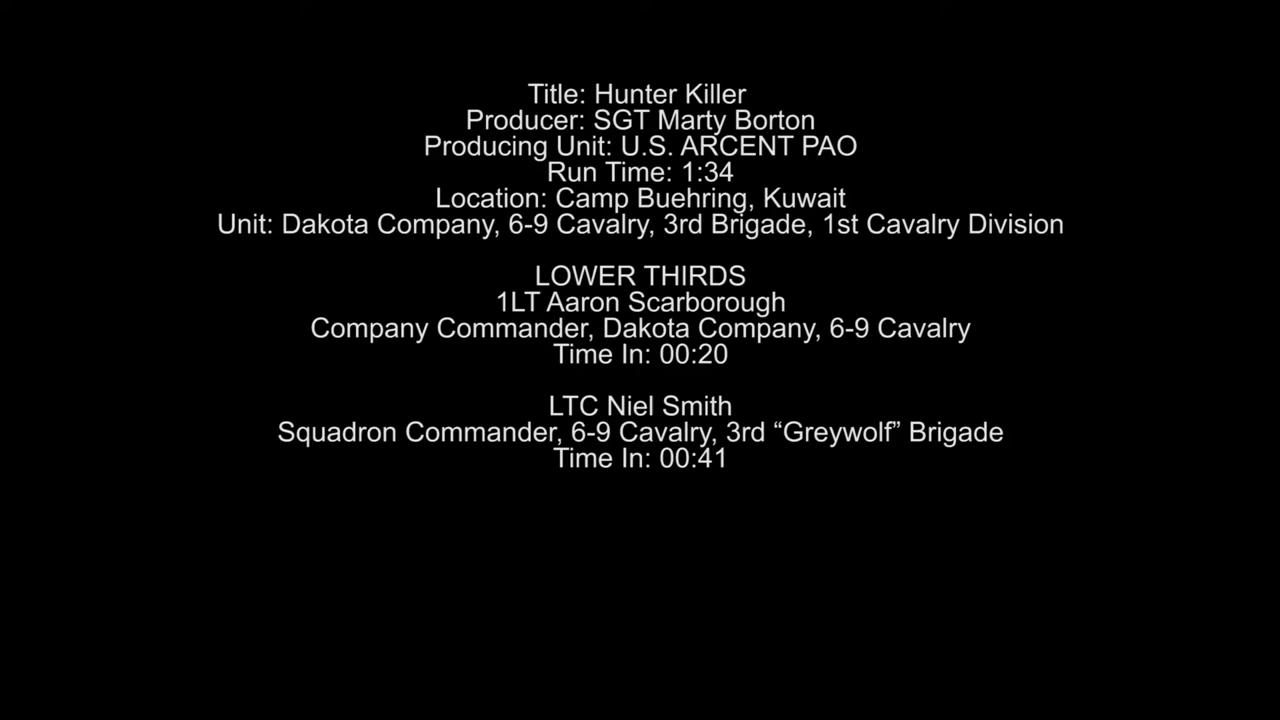 Title: Hunter Killer
Producer: SGT Marty Borton
Producing Unit: U.S. ARCENT PAO
Run Time: 1:34
Location: Camp Buehring, Kuwait
Unit: Dakota Company, 6-9 Cavalry, 3rd Brigade, 1st Cavalry Division
LOWER THIRDS
1LT Aaron Scarborough
Company Commander, Dakota Company, 6-9 Cavalry
Time In: 00:20
LTC Niel Smith
Squadron Commander, 6-9 Cavalry, 3rd “Greywolf” Brigade
Time In: 00:41